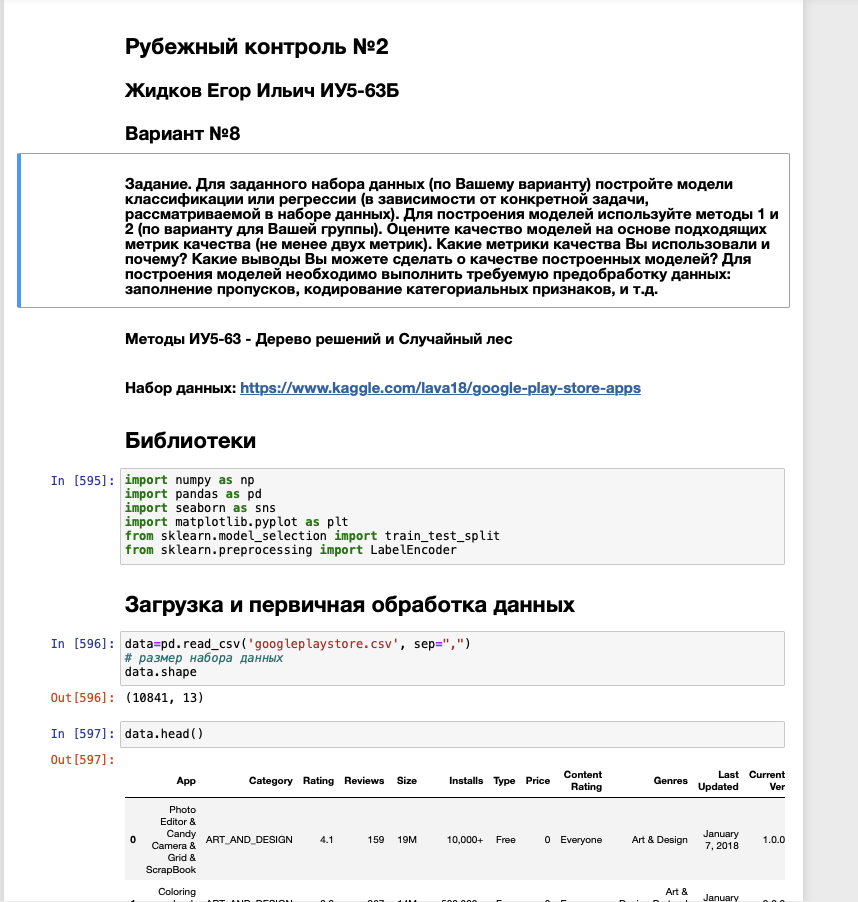 Рубежный контроль №2
Жидков Егор Ильич ИУ5-63Б
Вариант №8
Задание. Для заданного набора данных (по Вашему варианту) постройте модели
классификации или регрессии (в зависимости от конкретной задачи,
рассматриваемой в наборе данных). Для построения моделей используйте методы 1 и
2 (по варианту для Вашей группы). Оцените качество моделей на основе подходящих
метрик качества (не менее двух метрик). Какие метрики качества Вы использовали и
почему? Какие выводы Вы можете сделать о качестве построенных моделей? Для
построения моделей необходимо выполнить требуемую предобработку данных:
заполнение пропусков, кодирование категориальных признаков, и т.д.
Методы ИУ5-63 - Дерево решений и Случайный лес
Набор данных: https://www.kaggle.com/lava18/google-play-store-apps
Библиотеки
In [595]: import numpy as np
import pandas as pd
import seaborn as sns
import matplotlib.pyplot as plt
from sklearn.model_selection import train_test_split
from sklearn.preprocessing import LabelEncoder
Загрузка и первичная обработка данных
In [596]: data=pd.read_csv('googleplaystore.csv', sep=",")
# размер набора данных
data.shape
Out[596]: (10841, 13)
In [597]: data.head()
Out[597]:
App Category Rating Reviews Size Installs Type Price Content Rating Genres Last Updated Current Ver
0 Photo Editor & Candy Camera & Grid & ScrapBook ART_AND_DESIGN 4.1 159 19M 10,000+ Free 0 Everyone Art & Design January 7, 2018 1.0.0
Coloring Art & January